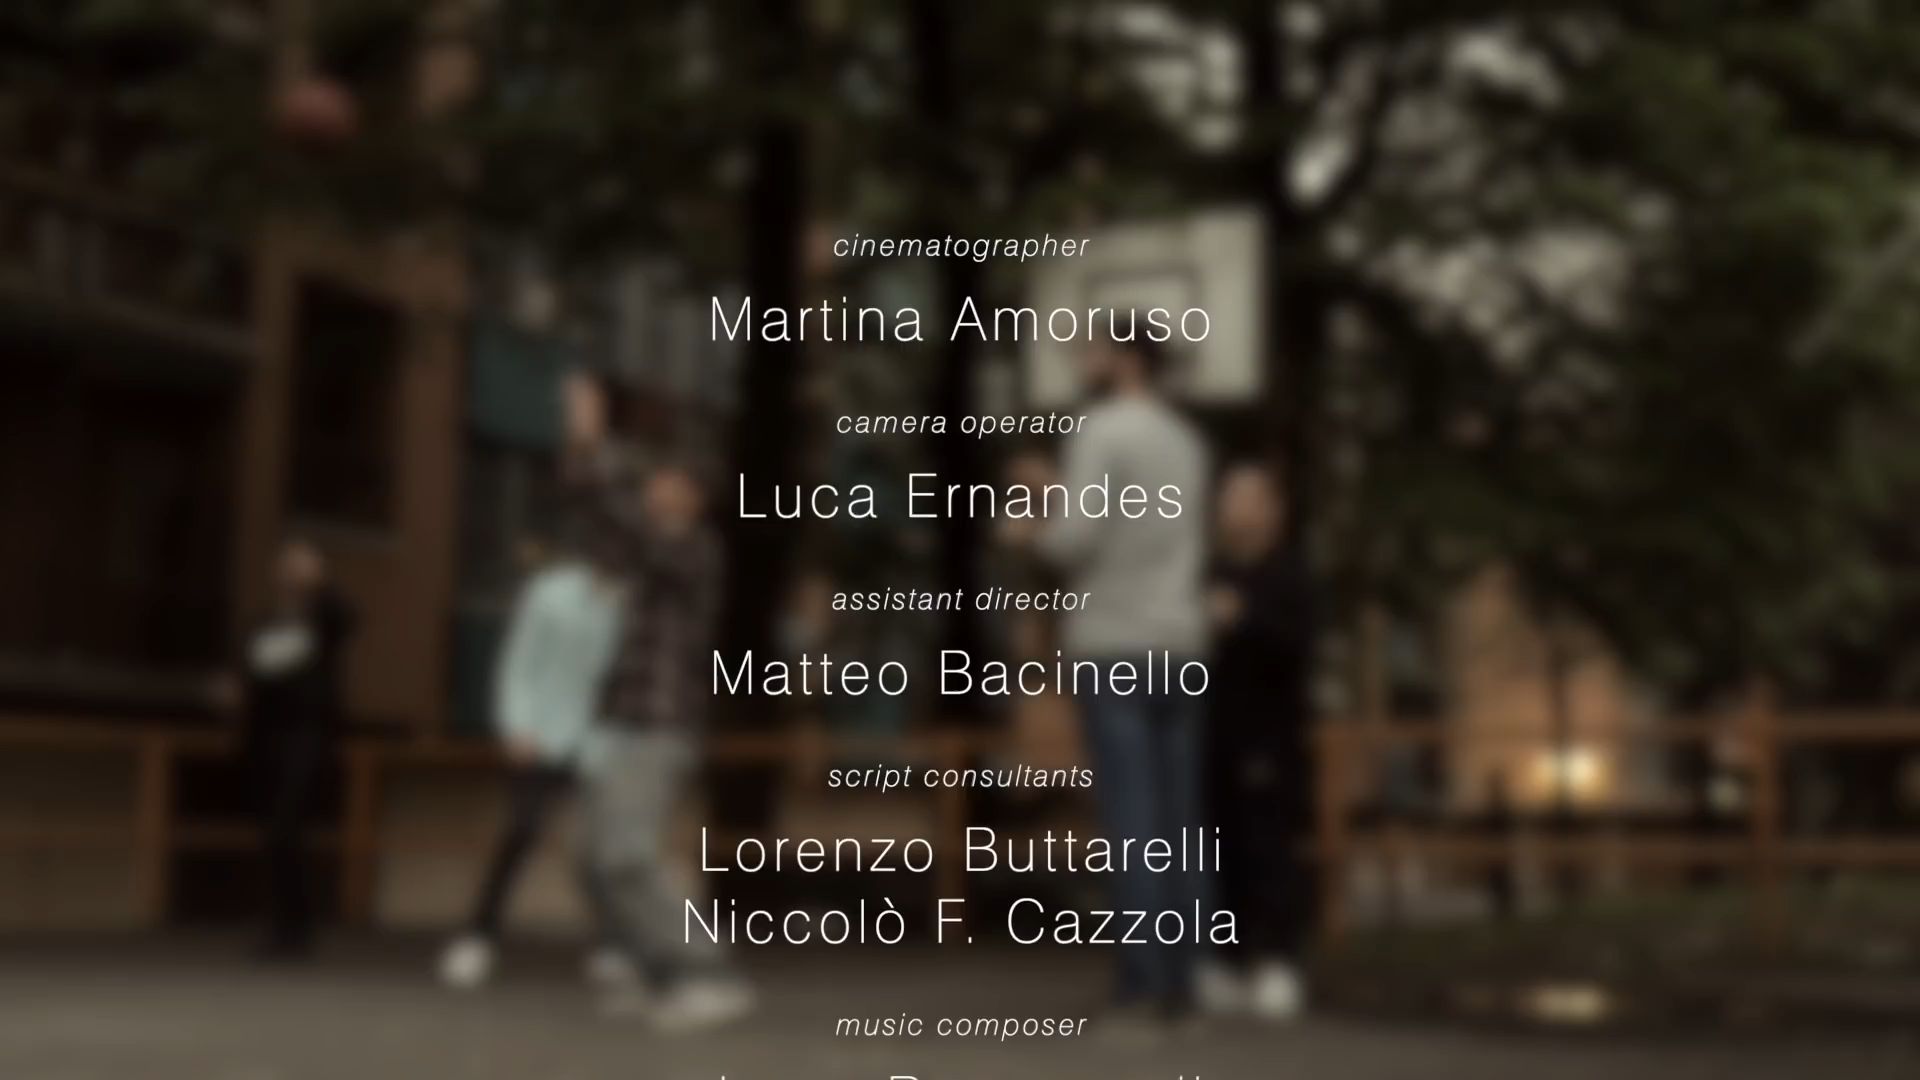 cinematographer
Martina Amoruso
camera operator
Luca Ernandes
assistant director
Matteo Bacinello
script consultants
Lorenzo Buttarelli
Niccolò F. Cazzola
music composer